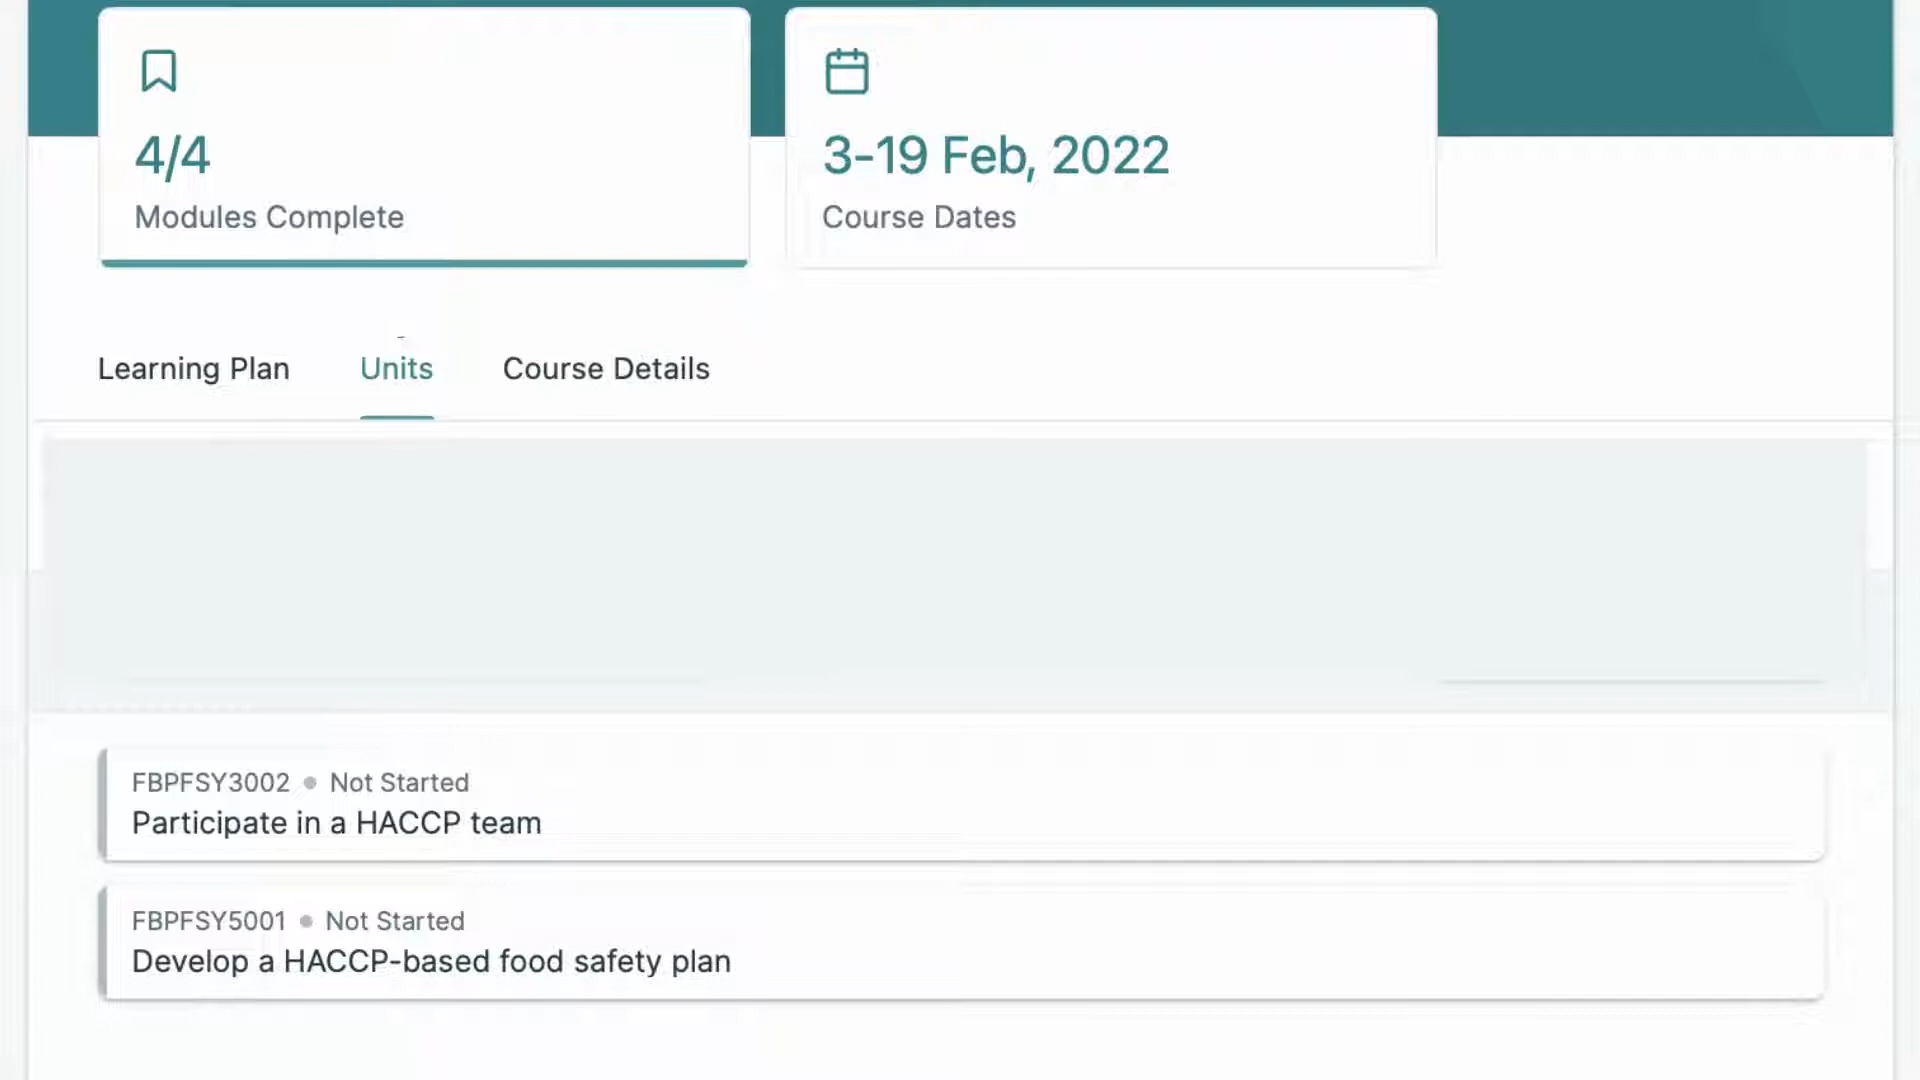 4/4
Modules Complete
3-19 Feb, 2022
Course Dates
Learning Plan Units Course Details
FBPFSY3002 • Not Started
Participate in a HACCP team
FBPFSY5001 • Not Started
Develop a HACCP-based food safety plan